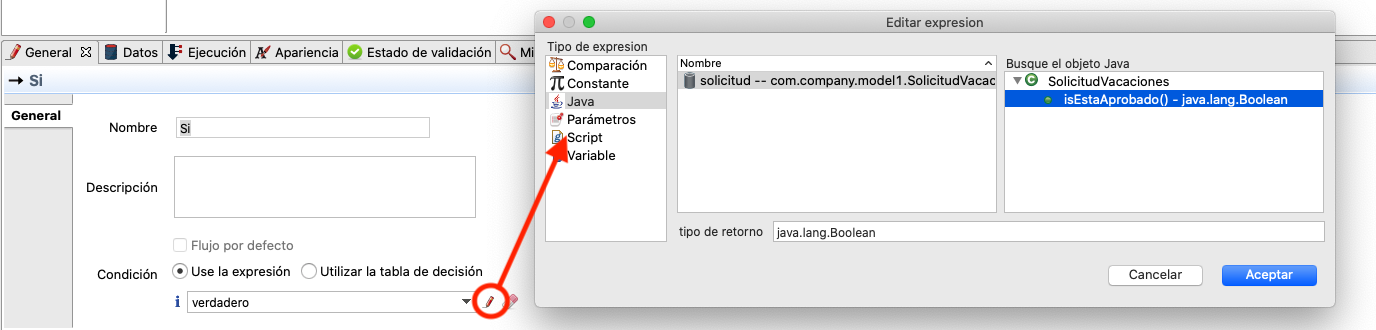 General
Datos
Ejecución
Apariencia
Estado de validación
Si
General
Nombre
Si
Descripción
Flujo por defecto
Condición
Use la expresión
Utilizar la tabla de decisión
verdadero
Editar expresion
Tipo de expresion
Comparación
Constante
Java
Parámetros
Script
Variable
Nombre
solicitud -- com.company.model1.SolicitudVacac
Busque el objeto Java
SolicitudVacaciones
isEstaAprobado() - java.lang.Boolean
tipo de retorno
java.lang.Boolean
Cancelar
Aceptar